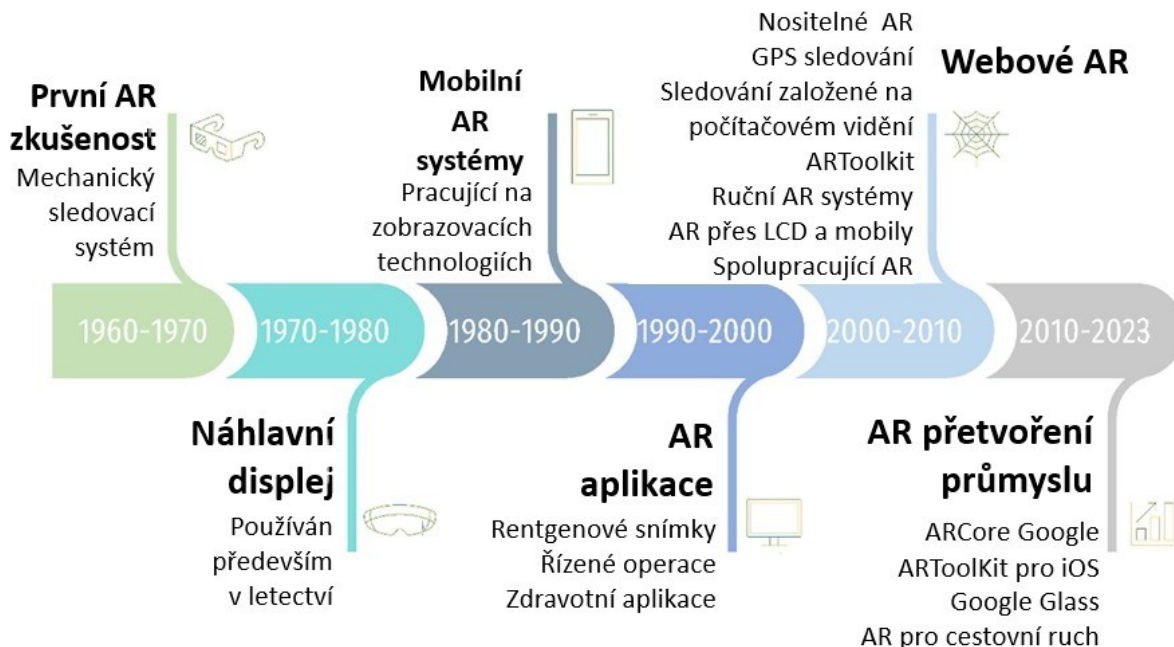 První AR
zkušenost
Mechanický
sledovací
systém
Mobilní
AR
systémy
Pracující na
zobrazovacích
technologiích
Nositelné AR
GPS sledování
Sledování založené na
počítačovém vidění
ARToolkit
Ruční AR systémy
AR přes LCD a mobily
Spolupracující AR
Webové AR
1960-1970
1970-1980
1980-1990
1990-2000
2000-2010
2010-2023
Náhlavní
displej
Používán
především
v letectví
AR
aplikace
Rentgenové snímky
Řízené operace
Zdravotní aplikace
AR přetvoření
průmyslu
ARCore Google
ARToolKit pro iOS
Google Glass
AR pro cestovní ruch